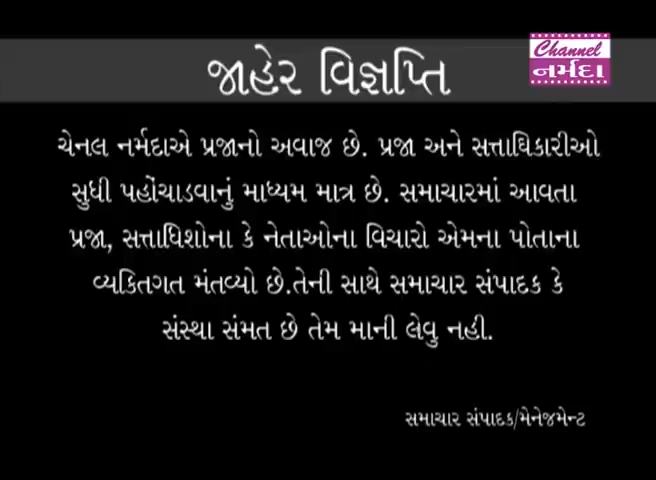 Channel
નર્મદા
જાહેર વિજ્ઞપ્તિ
ચેનલ નર્મદાએ પ્રજાનો અવાજ છે. પ્રજા અને સત્તાધિકારીઓ
સુધી પહોંચાડવાનું માધ્યમ માત્ર છે. સમાચારમાં આવતા
પ્રજા, સત્તાધિશોના કે નેતાઓના વિચારો એમના પોતાના
વ્યકિતગત મંતવ્યો છે.તેની સાથે સમાચાર સંપાદક કે
સંસ્થા સંમત છે તેમ માની લેવુ નહી.
સમાચાર સંપાદક/મેનેજમેન્ટ